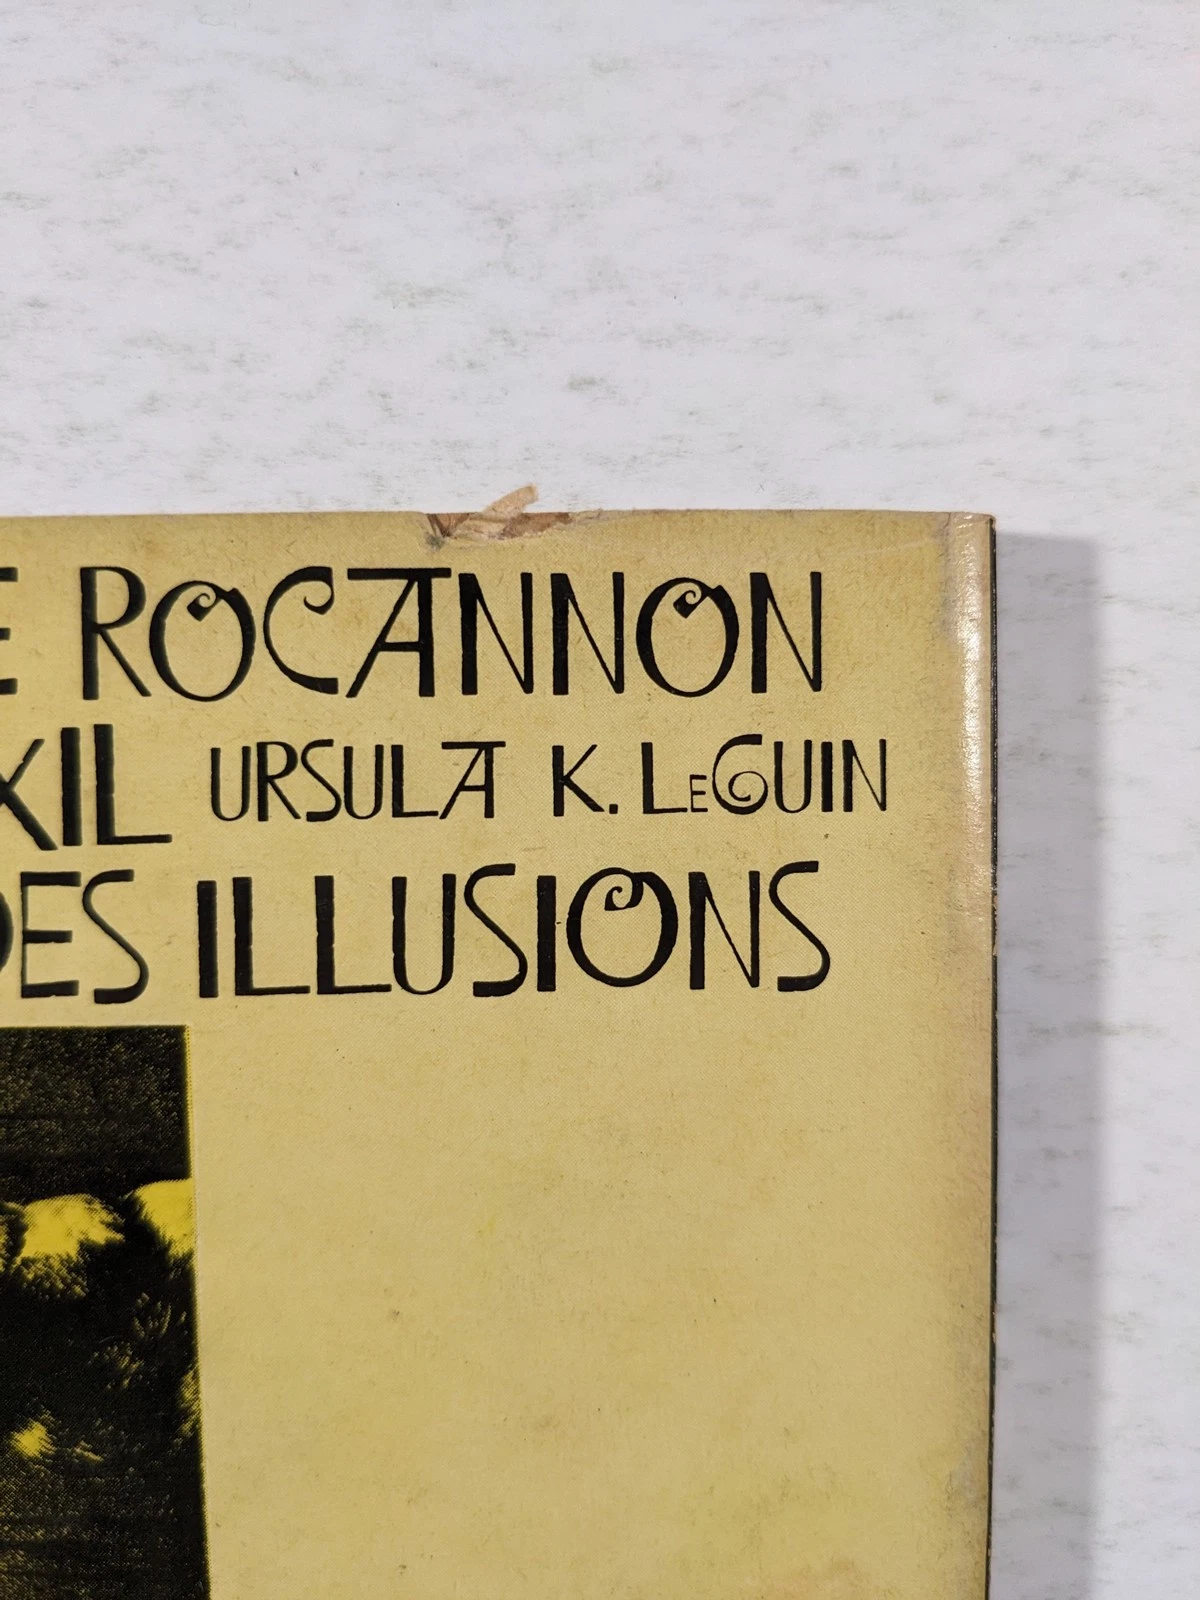 E ROCANNON
XIL URSULA K. LEGUIN
DES ILLUSIONS